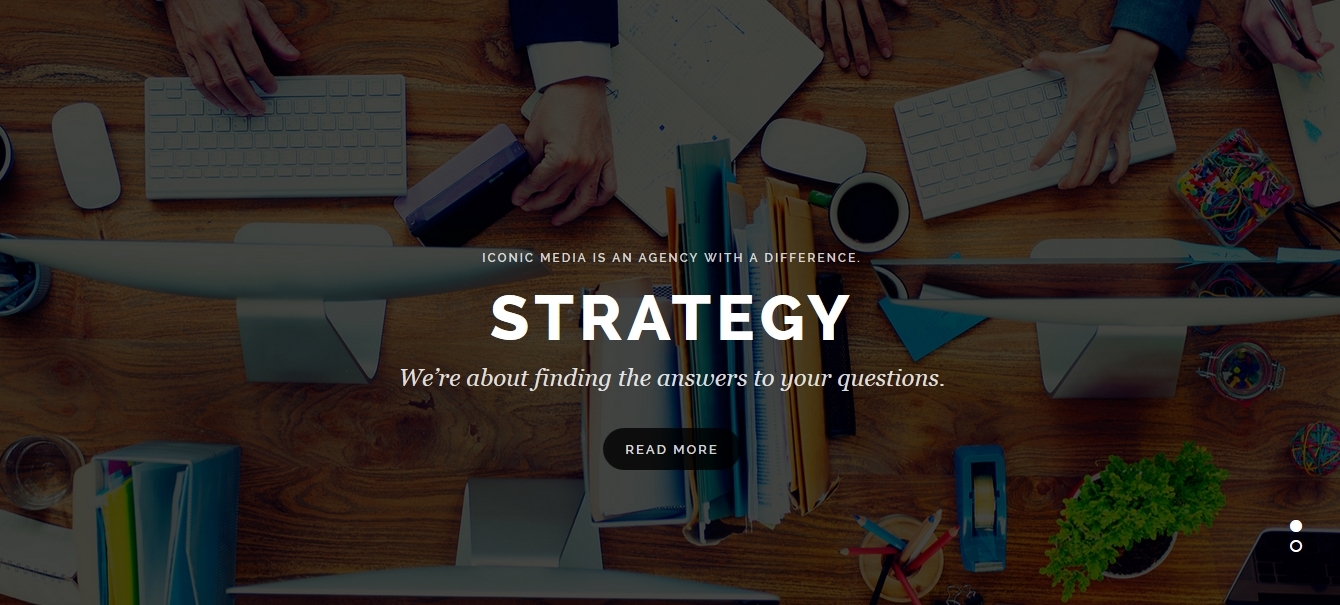 ICONIC MEDIA IS AN AGENCY WITH A DIFFERENCE.
STRATEGY
We’re about finding the answers to your questions.
READ MORE